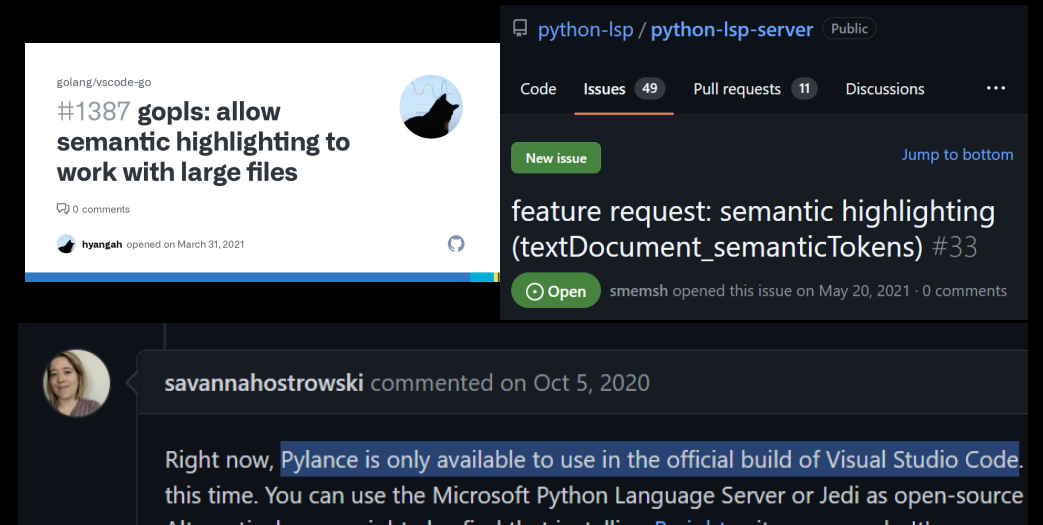 golang/vscode-go
#1387 gopls: allow
semantic highlighting to
work with large files
0 comments
hyangah opened on March 31, 2021
python-lsp / python-lsp-server Public
Code Issues 49 Pull requests 11 Discussions ...
New issue Jump to bottom
feature request: semantic highlighting
(textDocument_semanticTokens) #33
Open smemsh opened this issue on May 20, 2021 · 0 comments
savannahostrowski commented on Oct 5, 2020
Right now, Pylance is only available to use in the official build of Visual Studio Code.
this time. You can use the Microsoft Python Language Server or Jedi as open-source